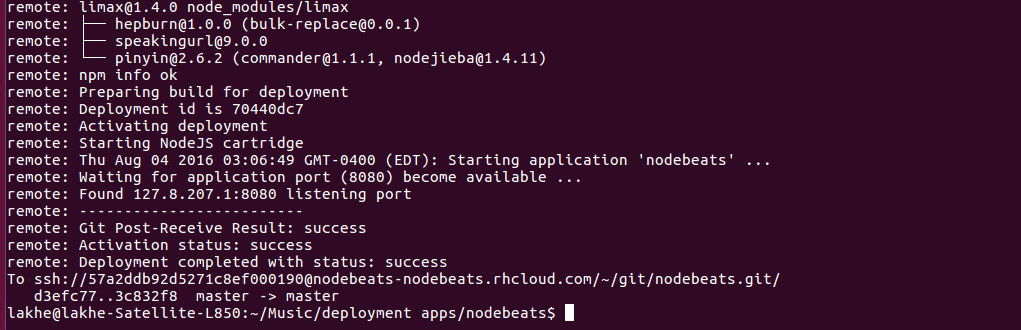 remote: limax@1.4.0 node_modules/limax
remote: ├── hepburn@1.0.0 (bulk-replace@0.0.1)
remote: ├── speakingurl@9.0.0
remote: └── pinyin@2.6.2 (commander@1.1.1, nodejieba@1.4.11)
remote: npm info ok
remote: Preparing build for deployment
remote: Deployment id is 70440dc7
remote: Activating deployment
remote: Starting NodeJS cartridge
remote: Thu Aug 04 2016 03:06:49 GMT-0400 (EDT): Starting application 'nodebeats' ...
remote: Waiting for application port (8080) become available ...
remote: Found 127.8.207.1:8080 listening port
remote: -------------------------
remote: Git Post-Receive Result: success
remote: Activation status: success
remote: Deployment completed with status: success
To ssh://57a2ddb92d5271c8ef000190@nodebeats-nodebeats.rhcloud.com/~/git/nodebeats.git/
   d3efc77..3c832f8  master -> master
lakhe@lakhe-Satellite-L850:~/Music/deployment apps/nodebeats$